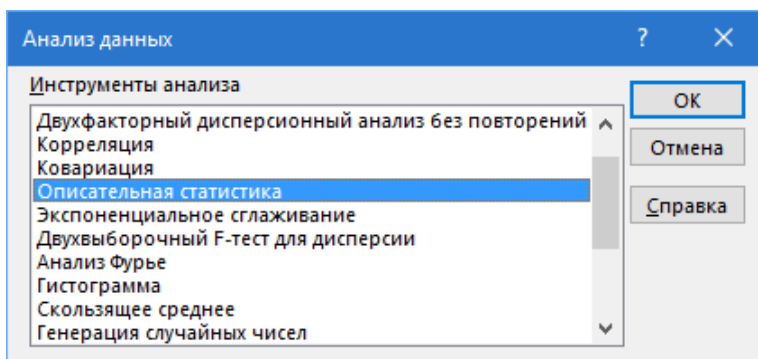 Анализ данных ? ×
Инструменты анализа
Двухфакторный дисперсионный анализ без повторений
Корреляция
Ковариация
Описательная статистика
Экспоненциальное сглаживание
Двухвыборочный F-тест для дисперсии
Анализ Фурье
Гистограмма
Скользящее среднее
Генерация случайных чисел
ОК
Отмена
Справка